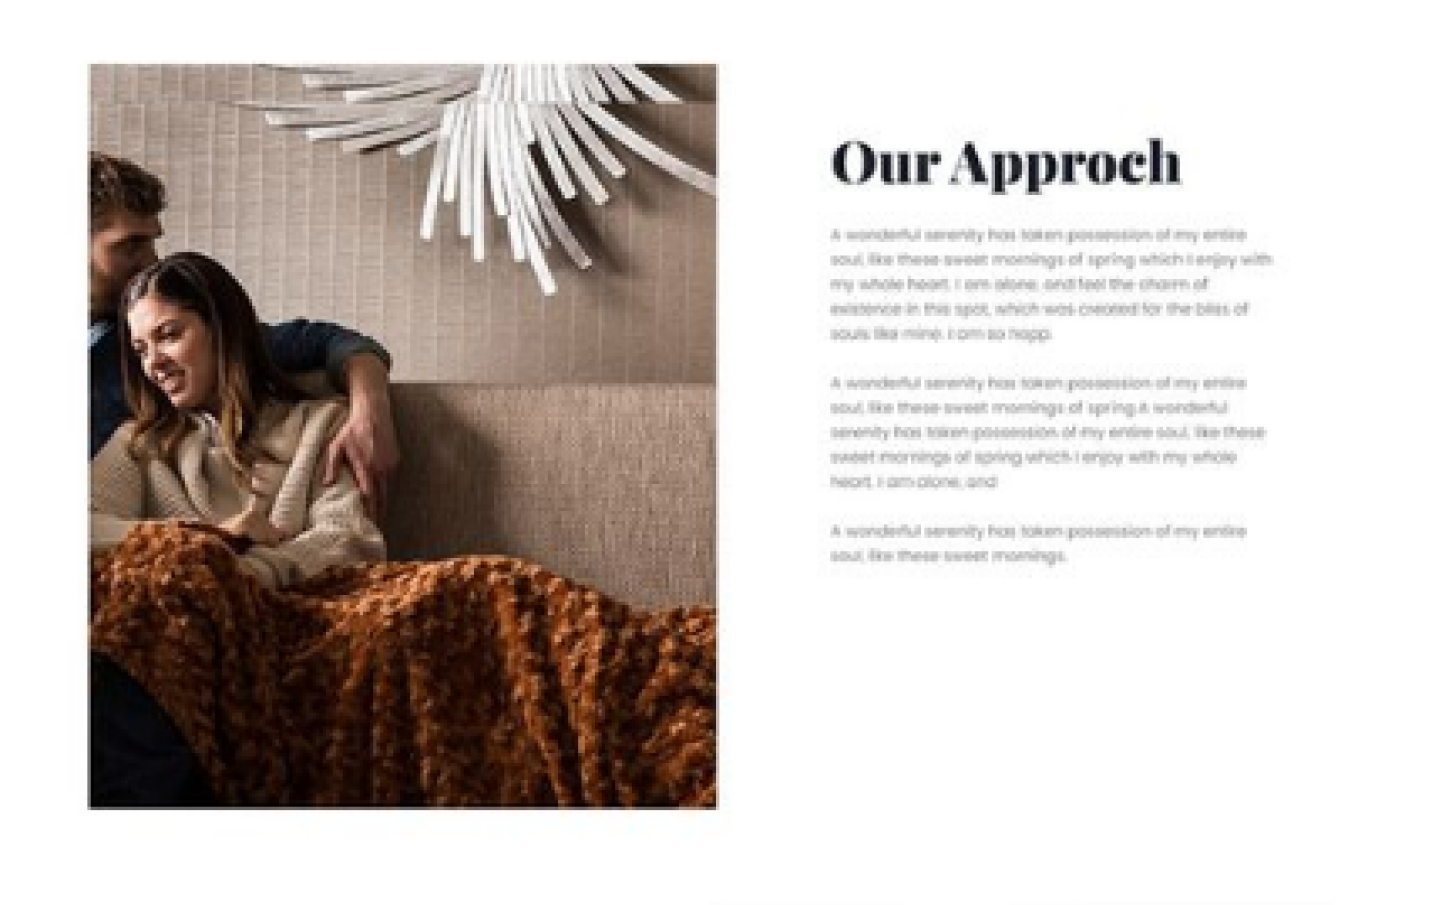 Our Approch
A wonderful serenity has taken possession of my entire
soul, like these sweet mornings of spring which I enjoy with
my whole heart. I am alone, and feel the charm of
existence in this spot, which was created for the bliss of
souls like mine. I am so happ.
A wonderful serenity has taken possession of my entire
soul, like these sweet mornings of spring.A wonderful
serenity has taken possession of my entire soul, like these
sweet mornings of spring which I enjoy with my whole
heart. I am alone, and
A wonderful serenity has taken possession of my entire
soul, like these sweet mornings.